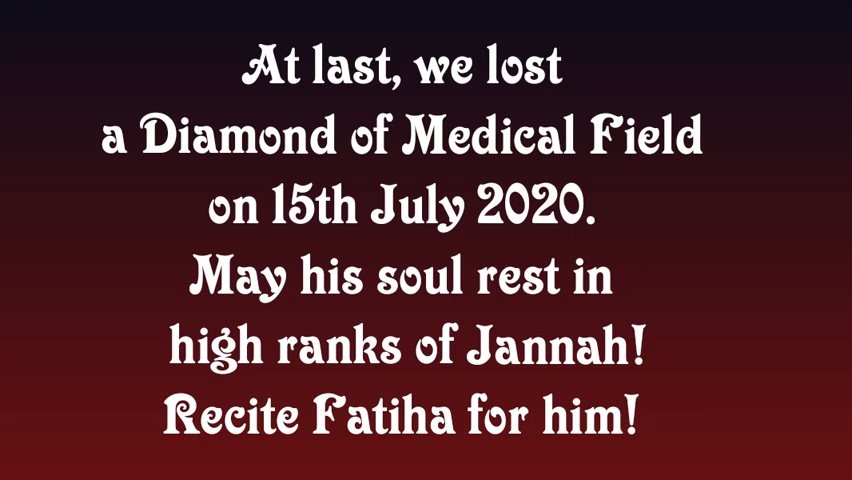 At last, we lost
a Diamond of Medical Field
on 15th July 2020.
May his soul rest in
high ranks of Jannah!
Recite Fatiha for him!